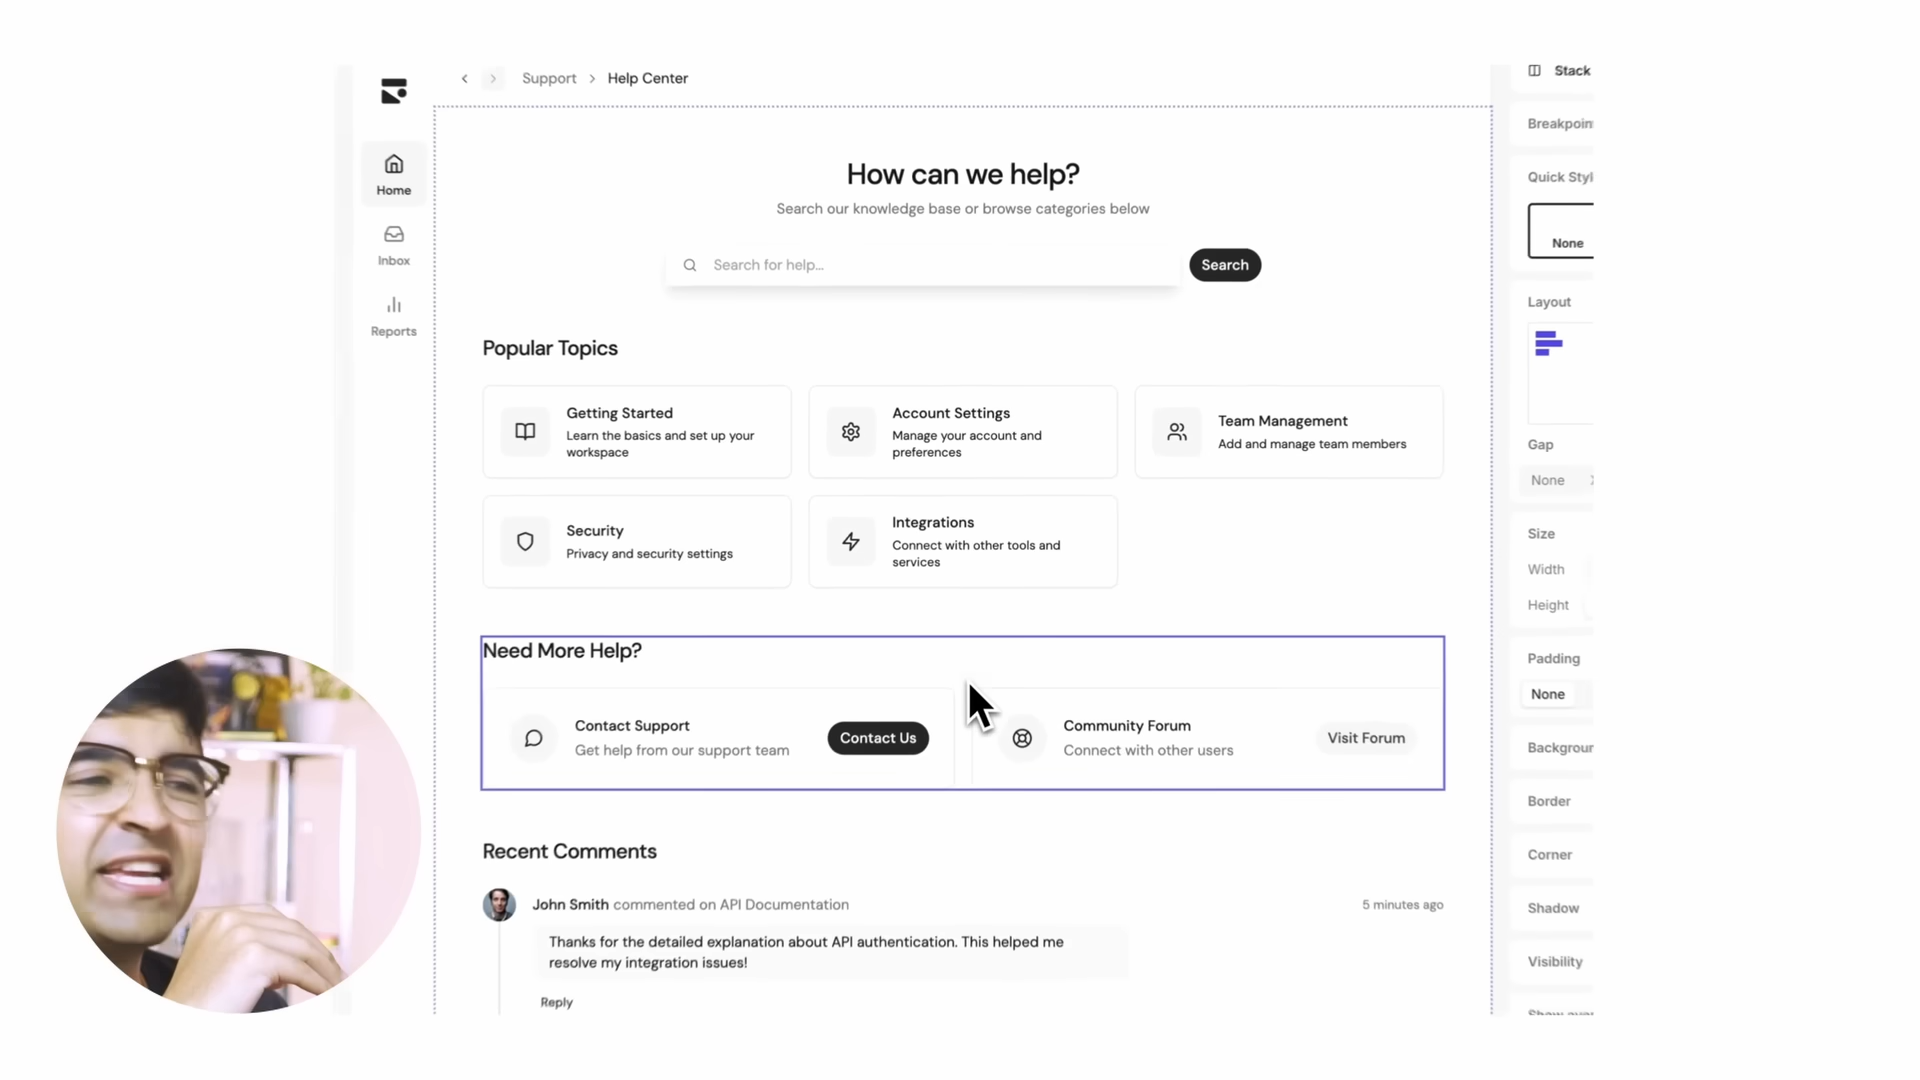 Support > Help Center
Home
Inbox
Reports
How can we help?
Search our knowledge base or browse categories below
Search for help...
Search
Popular Topics
Getting Started
Learn the basics and set up your
workspace
Account Settings
Manage your account and
preferences
Team Management
Add and manage team members
Security
Privacy and security settings
Integrations
Connect with other tools and
services
Need More Help?
Contact Support
Get help from our support team
Contact Us
Community Forum
Connect with other users
Visit Forum
Recent Comments
John Smith commented on API Documentation
5 minutes ago
Thanks for the detailed explanation about API authentication. This helped me
resolve my integration issues!
Reply
Stack
Breakpoin
Quick Styl
None
Layout
Gap
None
Size
Width
Height
Padding
None
Backgrour
Border
Corner
Shadow
Visibility